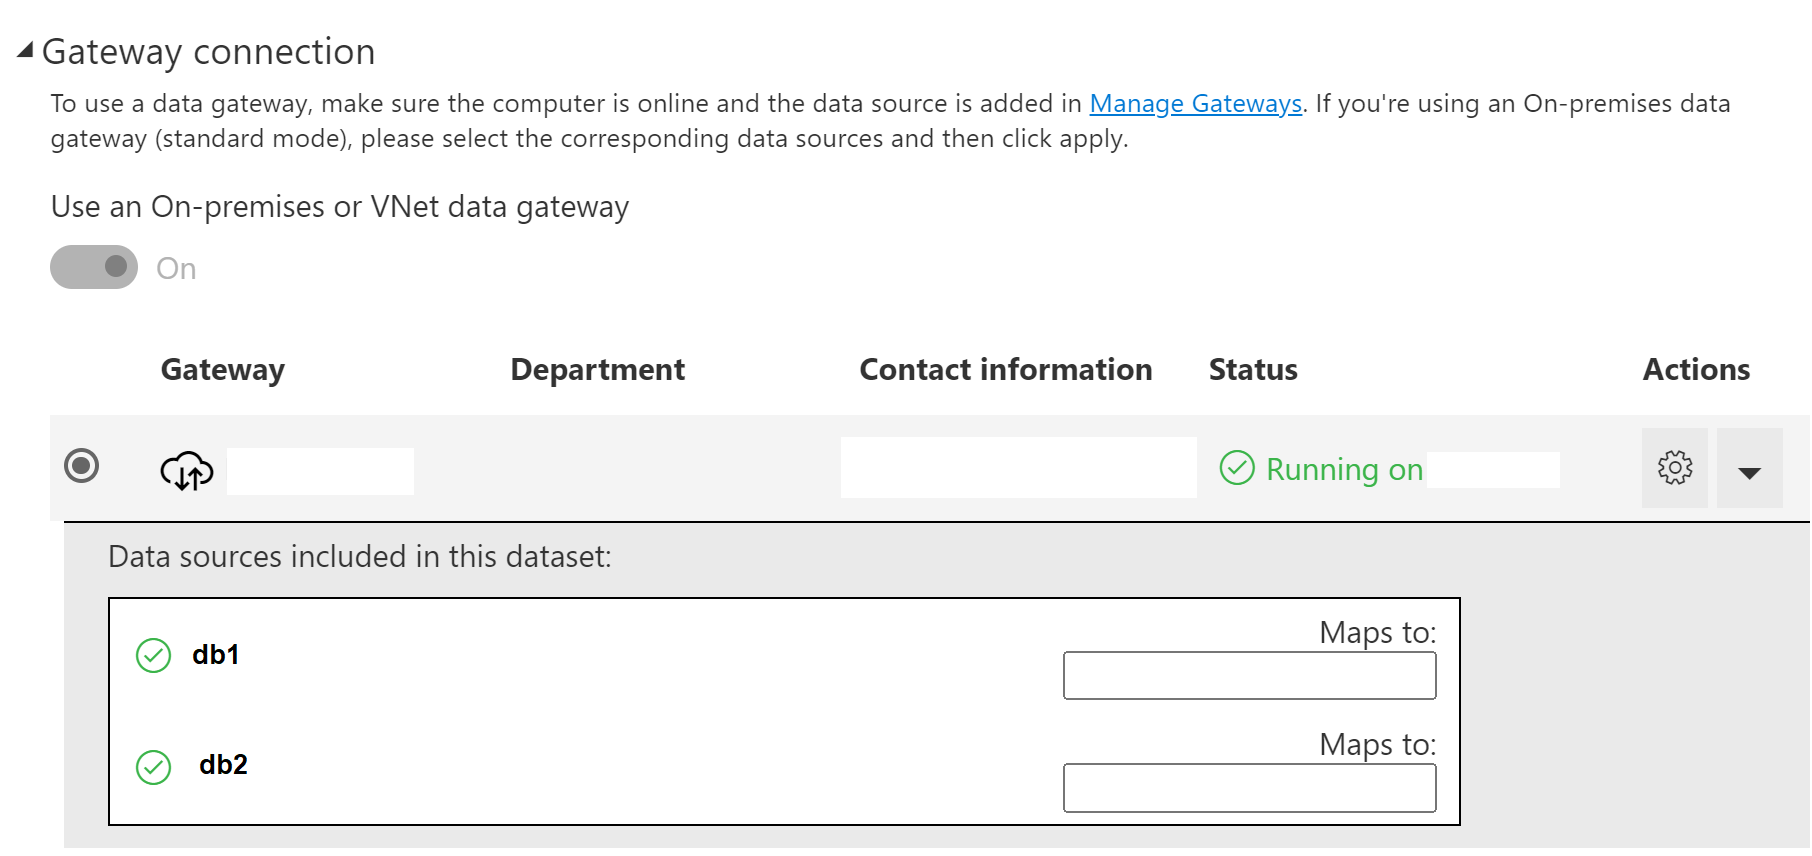 Gateway connection
To use a data gateway, make sure the computer is online and the data source is added in Manage Gateways. If you're using an On-premises data
gateway (standard mode), please select the corresponding data sources and then click apply.
Use an On-premises or VNet data gateway
On
Gateway Department Contact information Status Actions
Running on
Data sources included in this dataset:
Maps to:
db1
Maps to:
db2